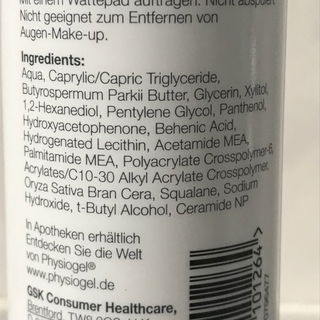 Mit einem Wattepad auftragen. Nicht abspülen.
Nicht geeignet zum Entfernen von
Augen-Make-up.
Ingredients:
Aqua, Caprylic/Capric Triglyceride,
Butyrospermum Parkii Butter, Glycerin, Xylitol,
1,2-Hexanediol, Pentylene Glycol, Panthenol,
Hydroxyacetophenone, Behenic Acid,
Hydrogenated Lecithin, Acetamide MEA,
Palmitamide MEA, Polyacrylate Crosspolymer-6,
Acrylates/C10-30 Alkyl Acrylate Crosspolymer,
Oryza Sativa Bran Cera, Squalane, Sodium
Hydroxide, t-Butyl Alcohol, Ceramide NP
In Apotheken erhältlich
Entdecken Sie die Welt
von Physiogel®
www.physiogel.de
GSK Consumer Healthcare,
Brentford, TW8
101264